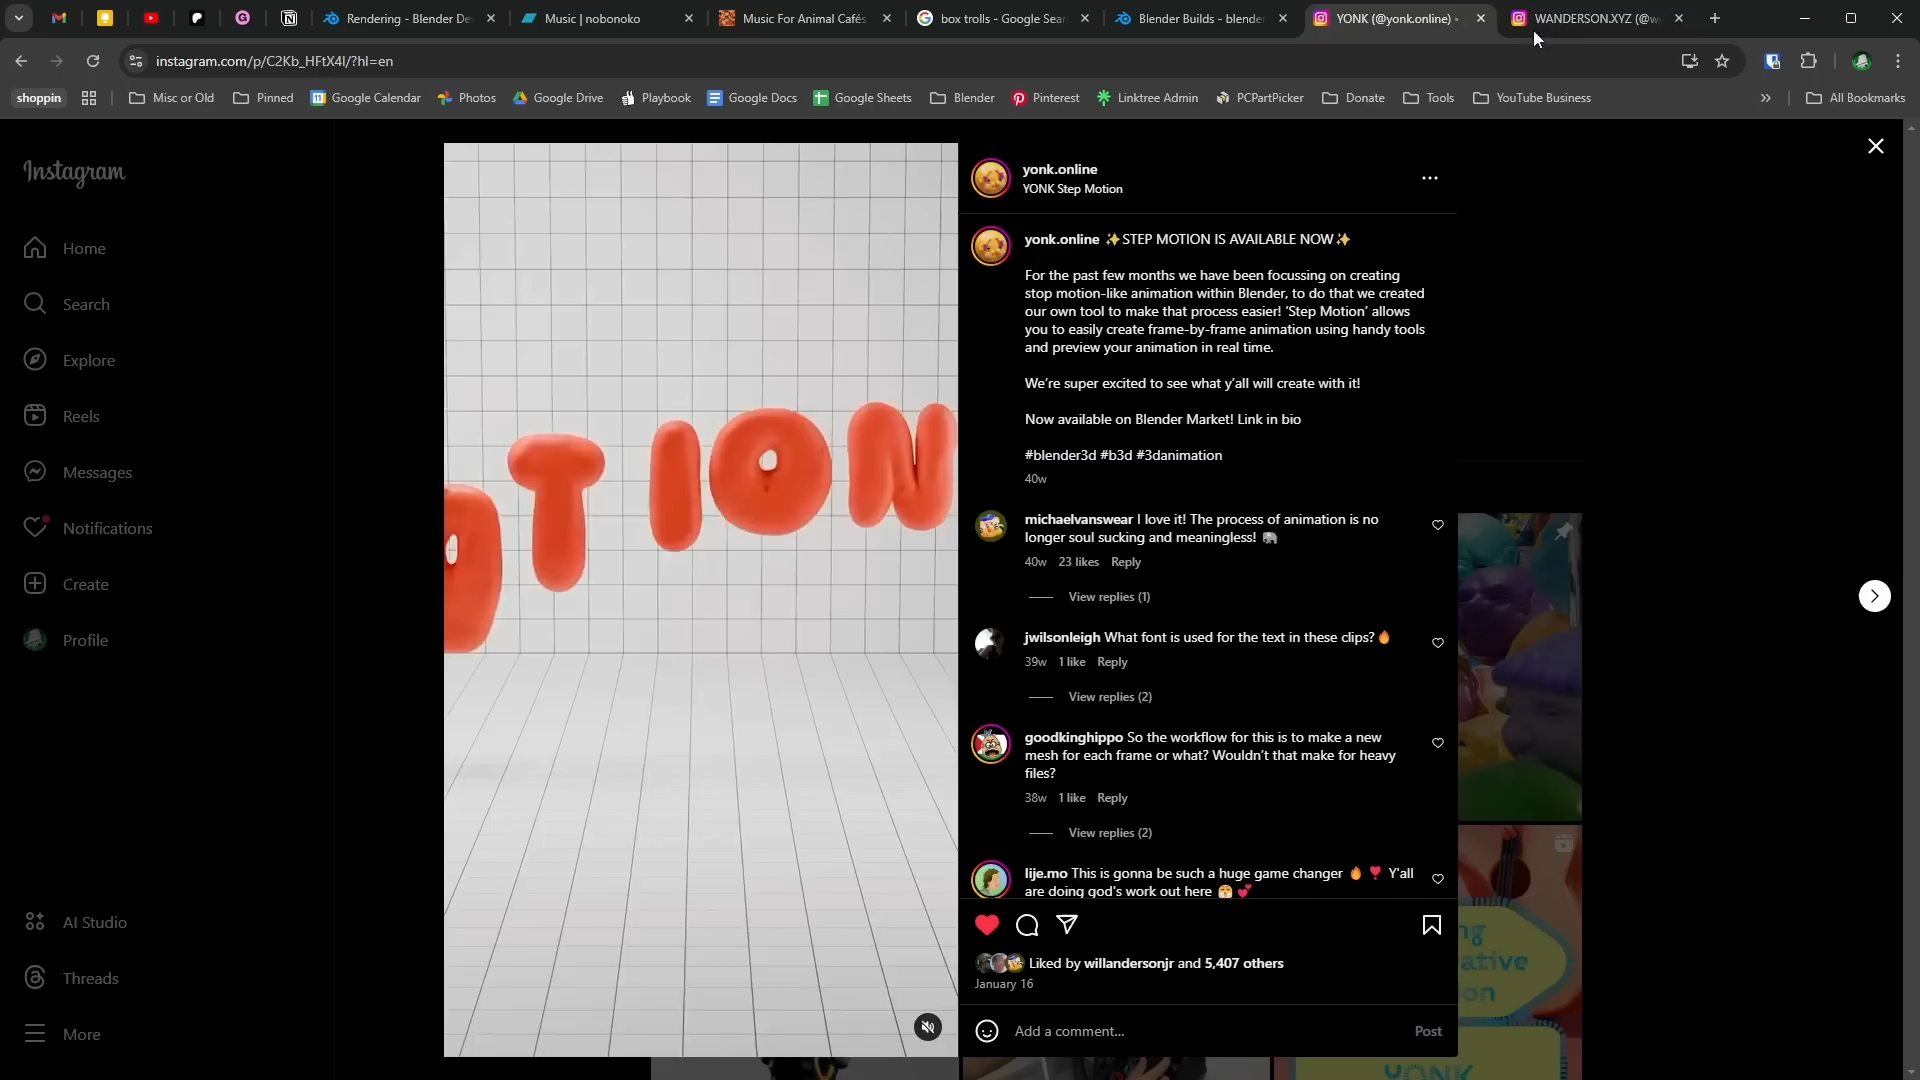 Rendering - Blender De
Music | nobonoko
Music For Animal Cafés
box trolls - Google Sear
Blender Builds - blende
YONK (@yonk.online) •
WANDERSON.XYZ (@w
instagram.com/p/C2Kb_HFtX4l/?hl=en
shoppin
Misc or Old
Pinned
Google Calendar
Photos
Google Drive
Playbook
Google Docs
Google Sheets
Blender
Pinterest
Linktree Admin
PCPartPicker
Donate
Tools
YouTube Business
All Bookmarks
Instagram
Home
Search
Explore
Reels
Messages
Notifications
Create
Profile
AI Studio
Threads
More
OTION
yonk.online
YONK Step Motion
yonk.online ✨STEP MOTION IS AVAILABLE NOW✨
For the past few months we have been focussing on creating
stop motion-like animation within Blender, to do that we created
our own tool to make that process easier! 'Step Motion' allows
you to easily create frame-by-frame animation using handy tools
and preview your animation in real time.
We're super excited to see what y'all will create with it!
Now available on Blender Market! Link in bio
#blender3d #b3d #3danimation
40w
michaelvanswear I love it! The process of animation is no
longer soul sucking and meaningless! 🐘
40w 23 likes Reply
View replies (1)
jwilsonleigh What font is used for the text in these clips?🔥
39w 1 like Reply
View replies (2)
goodkinghippo So the workflow for this is to make a new
mesh for each frame or what? Wouldn't that make for heavy
files?
38w 1 like Reply
View replies (2)
lije.mo This is gonna be such a huge game changer 🔥 ❣️ Y'all
are doing god's work out here 😤 💕
Liked by willandersonjr and 5,407 others
January 16
Add a comment...
Post
ng
ative
on
YONK